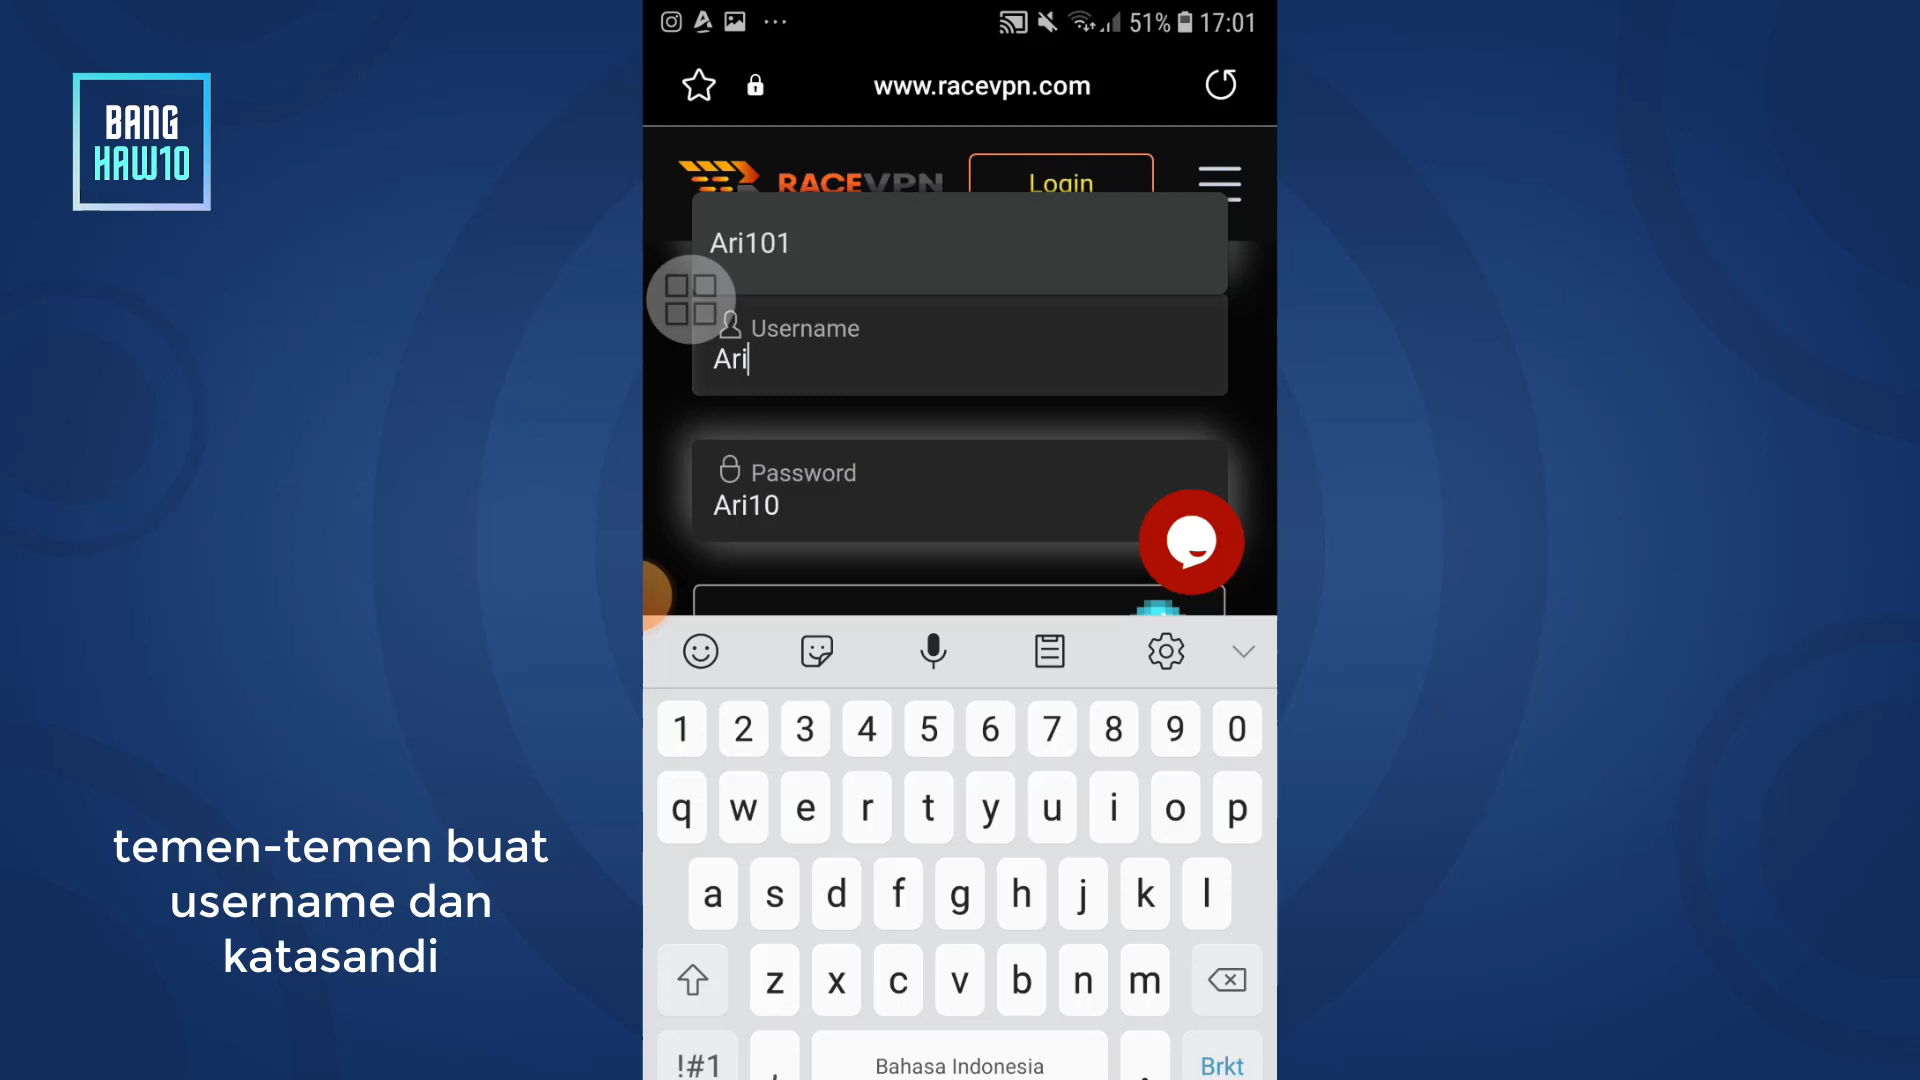 51% 17:01
www.racevpn.com
BANG
HAW10
RACEVPN
Login
Ari101
Username
Ari
Password
Ari10
temen-temen buat
username dan
katasandi
1 2 3 4 5 6 7 8 9 0
q w e r t y u i o p
a s d f g h j k l
z x c v b n m
!#1 , Bahasa Indonesia . Brkt